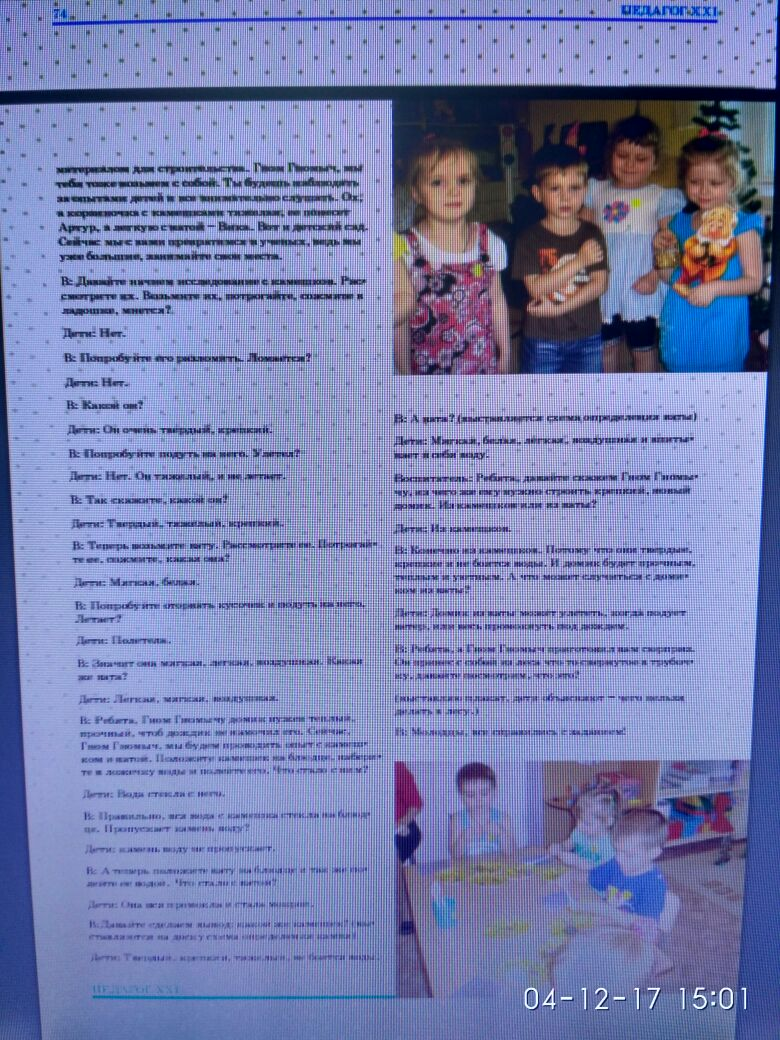 74
ПЕДАГОГ-XXI
материалом для строительства. Гном Гномыч, мы
тебя тоже возьмем с собой. Ты будешь наблюдать
за опытами детей и все внимательно слушать. Ох,
а корзиночка с камешками тяжелая, ее понесет
Артур, а легкую с ватой – Вика. Вот и детский сад.
Сейчас мы с вами превратимся в ученых, ведь вы
уже большие, занимайте свои места.
В: Давайте начнем исследование с камешков. Рас-
смотрите их. Возьмите их, потрогайте, сожмите в
ладошке, мнется?
Дети: Нет.
В: Попробуйте его разломить. Ломается?
Дети: Нет.
В: Какой он?
Дети: Он очень твердый, крепкий.
В: Попробуйте подуть на него. Улетел?
Дети: Нет. Он тяжелый, и не летает.
В: Так скажите, какой он?
Дети: Твердый, тяжелый, крепкий.
В: Теперь возьмите вату. Рассмотрите ее. Потрогай-
те ее, сожмите, какая она?
Дети: Мягкая, белая.
В: Попробуйте оторвать кусочек и подуть на него.
Летает?
Дети: Полетела.
В: Значит она мягкая, легкая, воздушная. Какая
же вата?
Дети: Легкая, мягкая, воздушная.
В: Ребята, Гном Гномычу домик нужен теплый,
прочный, чтоб дождик не намочил его. Сейчас,
Гном Гномыч, мы будем проводить опыт с камеш-
ком и ватой. Положите камешек на блюдце, набери-
те в ложечку воды и полейте его. Что стало с ним?
Дети: Вода стекла с него.
В: Правильно, вся вода с камешка стекла на блюд-
це. Пропускает камень воду?
Дети: камень воду не пропускает.
В: А теперь положите вату на блюдце и так же по-
лейте ее водой. Что стало с ватой?
Дети: Она вся промокла и стала мокрой.
В: Давайте сделаем вывод: какой же камешек? (вы-
ставляются на доску схема определения камня)
Дети: Твердый, крепкий, тяжелый, не боится воды.
В: А вата? (выставляется схема определения ваты)
Дети: Мягкая, белая, лёгкая, воздушная и впиты-
вает в себя воду.
Воспитатель: Ребята, давайте скажем Гном Гномы-
чу, из чего же ему нужно строить крепкий, новый
домик. Из камешков или из ваты?
Дети: Из камешков.
В: Конечно из камешков. Потому что они твердые,
крепкие и не боятся воды. И домик будет прочным,
теплым и уютным. А что может случиться с доми-
ком из ваты?
Дети: Домик из ваты может улететь, когда подует
ветер, или весь промокнуть под дождем.
В: Ребята, а Гном Гномыч приготовил нам сюрприз.
Он принес с собой из леса что то свернутое в трубоч-
ку, давайте посмотрим, что это?
(выставляю плакат, дети объясняют – чего нельзя
делать в лесу.)
В: Молодцы, все справились с заданием!
ПЕДАГОГ-XXI
04-12-17 15:01